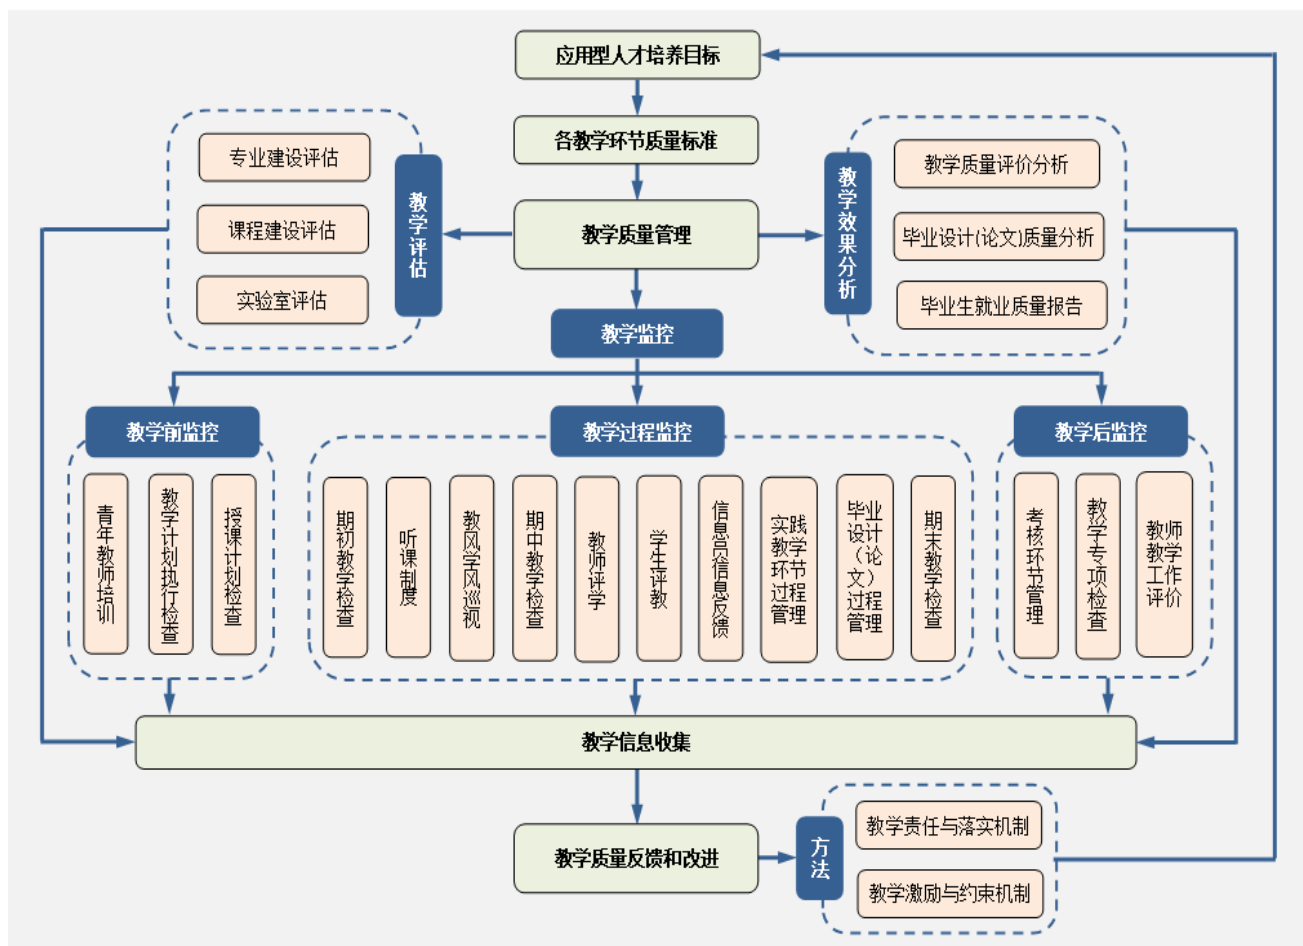 应用型人才培养目标
各教学环节质量标准
教学质量管理
教学评估
专业建设评估
课程建设评估
实验室评估
教学效果分析
教学质量评价分析
毕业设计(论文)质量分析
毕业生就业质量报告
教学监控
教学前监控
青年教师培训
教学计划执行检查
授课计划检查
教学过程监控
期初教学检查
听课制度
教风学风巡视
期中教学检查
教师评学
学生评教
信息员信息反馈
实践教学环节过程管理
毕业设计（论文）过程管理
期末教学检查
教学后监控
考核环节管理
教学专项检查
教师教学工作评价
教学信息收集
教学质量反馈和改进
方法
教学责任与落实机制
教学激励与约束机制